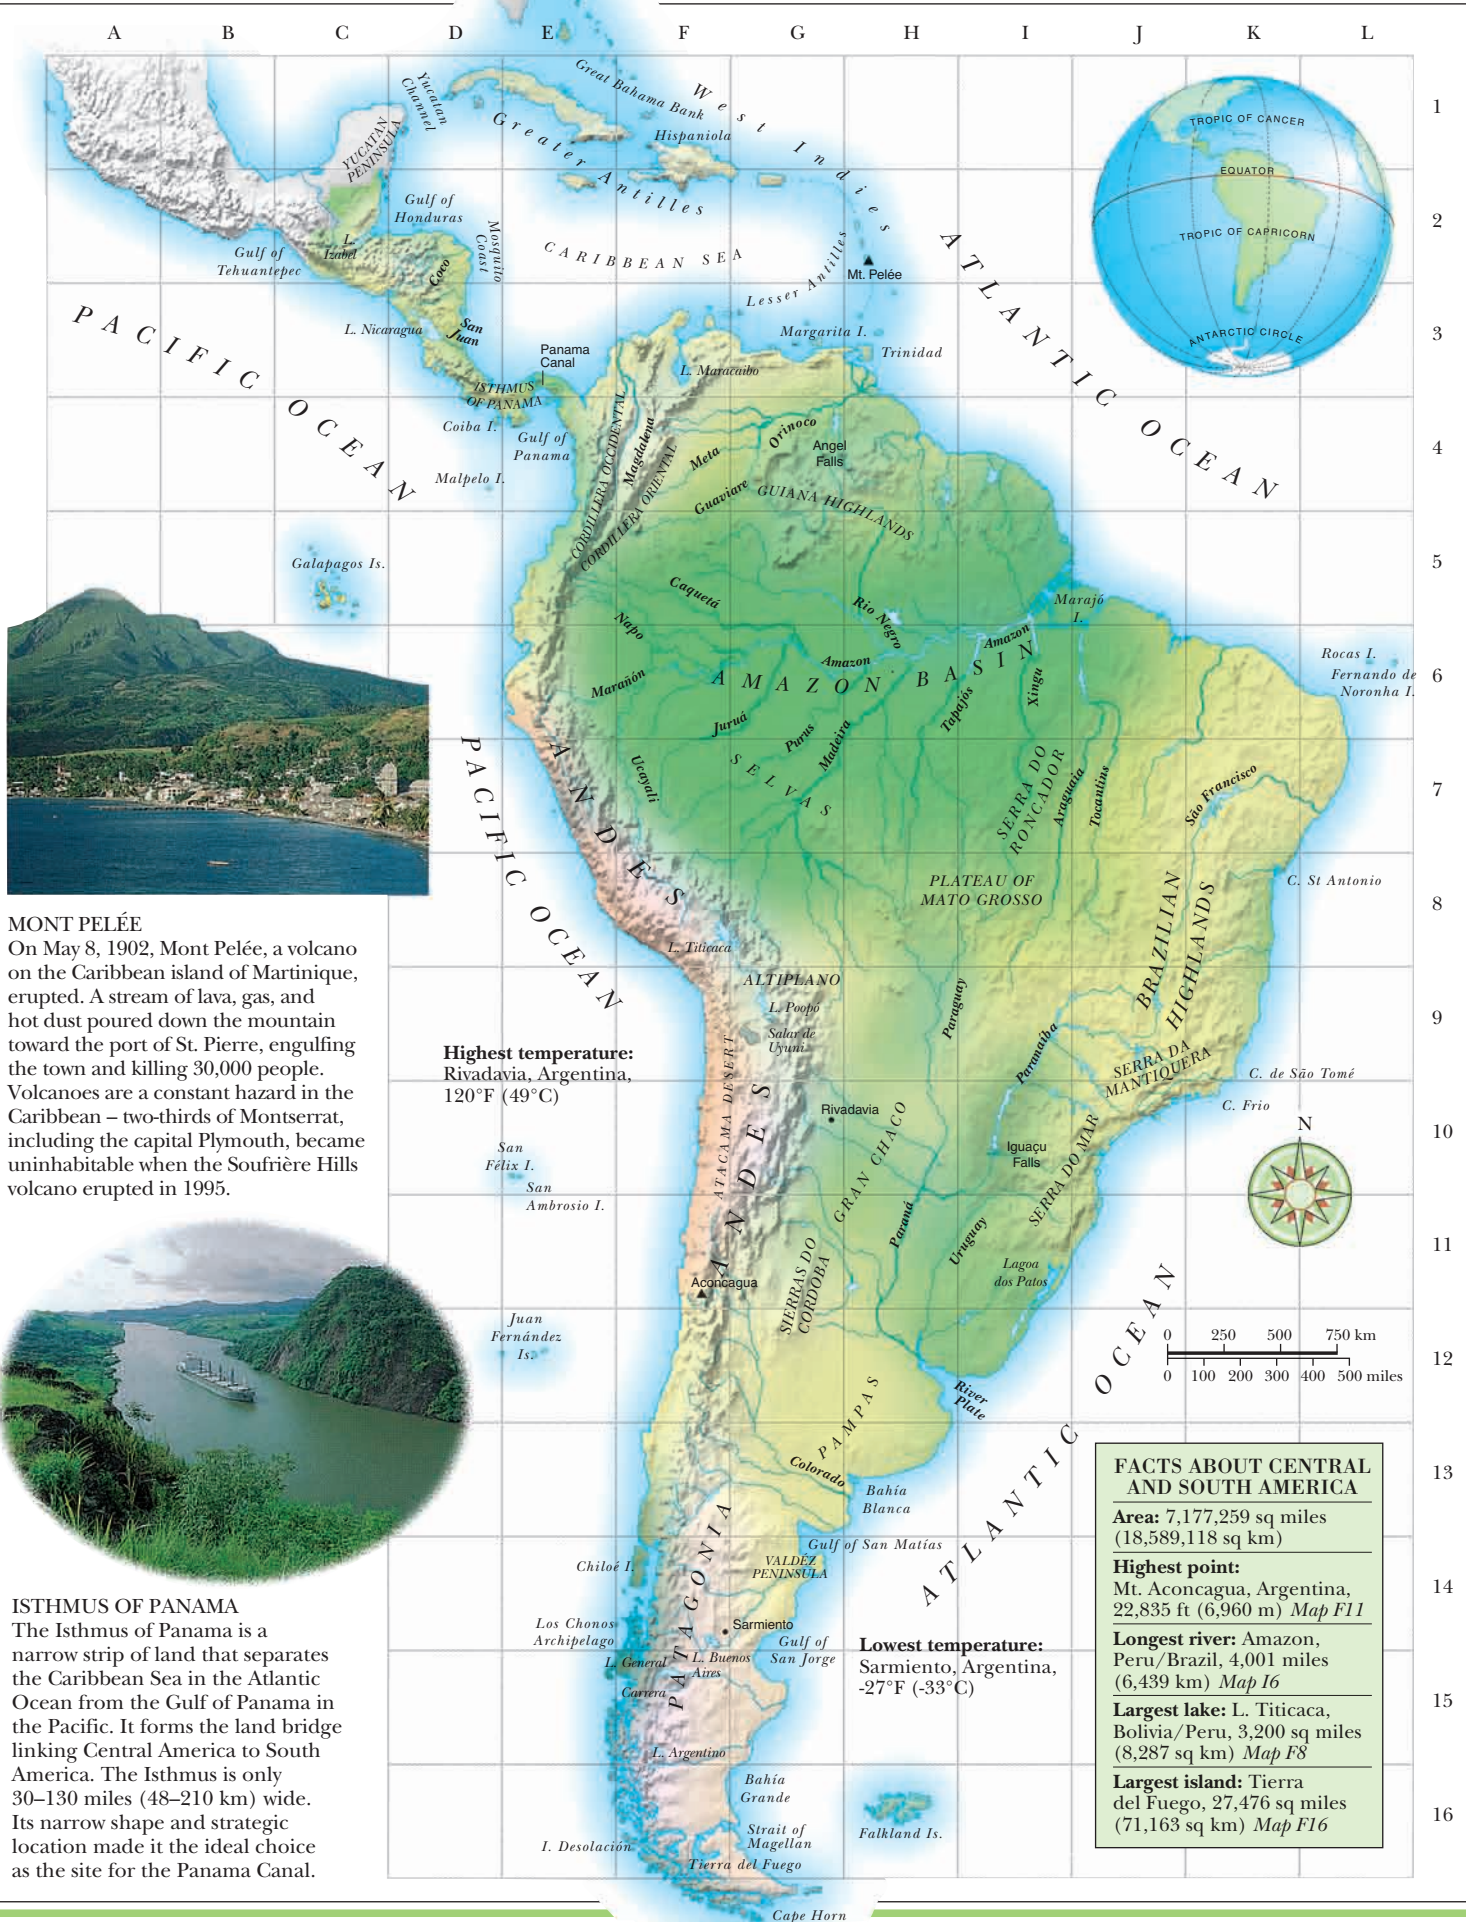 A B C D E F G H I J K L
1
2
3
4
5
6
7
8
9
10
11
12
13
14
15
16
Yucatan
Channel
Great Bahama Bank
West Indies
YUCATAN
PENINSULA
Greater Antilles
Hispaniola
Gulf of
Honduras
Mosquito
Coast
L.
Izabel
Gulf of
Tehuantepec
Coco
CARIBBEAN SEA
Lesser Antilles
Mt. Pelée
ATLANTIC OCEAN
TROPIC OF CANCER
EQUATOR
TROPIC OF CAPRICORN
ANTARCTIC CIRCLE
PACIFIC OCEAN
L. Nicaragua
San
Juan
Panama
Canal
Margarita I.
Trinidad
L. Maracaibo
ISTHMUS
OF PANAMA
Coiba I.
Gulf of
Panama
Malpelo I.
CORDILLERA OCCIDENTAL
Magdalena
CORDILLERA ORIENTAL
Meta
Orinoco
Angel
Falls
Guaviare
GUIANA HIGHLANDS
Galapagos Is.
Caquetá
Napo
Rio Negro
Marajó
I.
Amazon
Amazon
AMAZON BASIN
Marañón
Juruá
Purus
Madeira
Tapajós
Xingu
Rocas I.
Fernando de
Noronha I.
PACIFIC OCEAN
ANDES
Ucayali
SELVAS
SERRA DO
RONCADOR
Araguaia
Tocantins
São Francisco
PLATEAU OF
MATO GROSSO
C. St Antonio
BRAZILIAN
HIGHLANDS
L. Titicaca
ALTIPLANO
L. Poopó
Salar de
Uyuni
Paraguay
Paranaíba
SERRA DA
MANTIQUERA
C. de São Tomé
C. Frio
MONT PELÉE
On May 8, 1902, Mont Pelée, a volcano
on the Caribbean island of Martinique,
erupted. A stream of lava, gas, and
hot dust poured down the mountain
toward the port of St. Pierre, engulfing
the town and killing 30,000 people.
Volcanoes are a constant hazard in the
Caribbean – two-thirds of Montserrat,
including the capital Plymouth, became
uninhabitable when the Soufrière Hills
volcano erupted in 1995.
Highest temperature:
Rivadavia, Argentina,
120°F (49°C)
ATACAMA DESERT
ANDES
Rivadavia
GRAN CHACO
Iguaçu
Falls
SERRA DO MAR
N
San
Félix I.
San
Ambrosio I.
Paraná
Uruguay
Lagoa
dos Patos
SIERRAS DO
CORDOBA
Aconcagua
Juan
Fernández
Is.
0 250 500 750 km
0 100 200 300 400 500 miles
River
Plate
PAMPAS
Colorado
Bahía
Blanca
ATLANTIC OCEAN
Gulf of San Matías
VALDÉZ
PENINSULA
Chiloé I.
PATAGONIA
Los Chonos
Archipelago
Sarmiento
Gulf of
San Jorge
Lowest temperature:
Sarmiento, Argentina,
-27°F (-33°C)
L. General
Carrera
L. Buenos
Aires
L. Argentino
Bahía
Grande
Strait of
Magellan
Falkland Is.
I. Desolación
Tierra del Fuego
Cape Horn
ISTHMUS OF PANAMA
The Isthmus of Panama is a
narrow strip of land that separates
the Caribbean Sea in the Atlantic
Ocean from the Gulf of Panama in
the Pacific. It forms the land bridge
linking Central America to South
America. The Isthmus is only
30–130 miles (48–210 km) wide.
Its narrow shape and strategic
location made it the ideal choice
as the site for the Panama Canal.
FACTS ABOUT CENTRAL
AND SOUTH AMERICA
Area: 7,177,259 sq miles
(18,589,118 sq km)
Highest point:
Mt. Aconcagua, Argentina,
22,835 ft (6,960 m) Map F11
Longest river: Amazon,
Peru/Brazil, 4,001 miles
(6,439 km) Map I6
Largest lake: L. Titicaca,
Bolivia/Peru, 3,200 sq miles
(8,287 sq km) Map F8
Largest island: Tierra
del Fuego, 27,476 sq miles
(71,163 sq km) Map F16